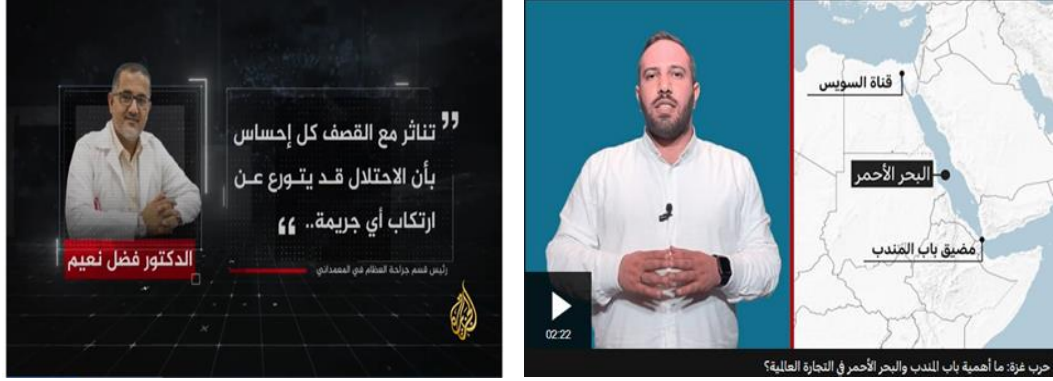 تناثر مع القصف كل إحساس
بأن الاحتلال قد يتورع عن
ارتكاب أي جريمة..
الدكتور فضل نعيم
رئيس قسم جراحة العظام في المعمداني
قناة السويس
البحر الأحمر
مضيق باب المندب
02:22
حرب غزة: ما أهمية باب المندب والبحر الأحمر في التجارة العالمية؟